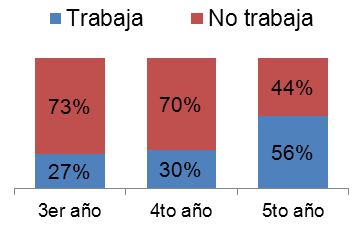 Trabaja No trabaja
73% 70% 44%
27% 30% 56%
3er año 4to año 5to año